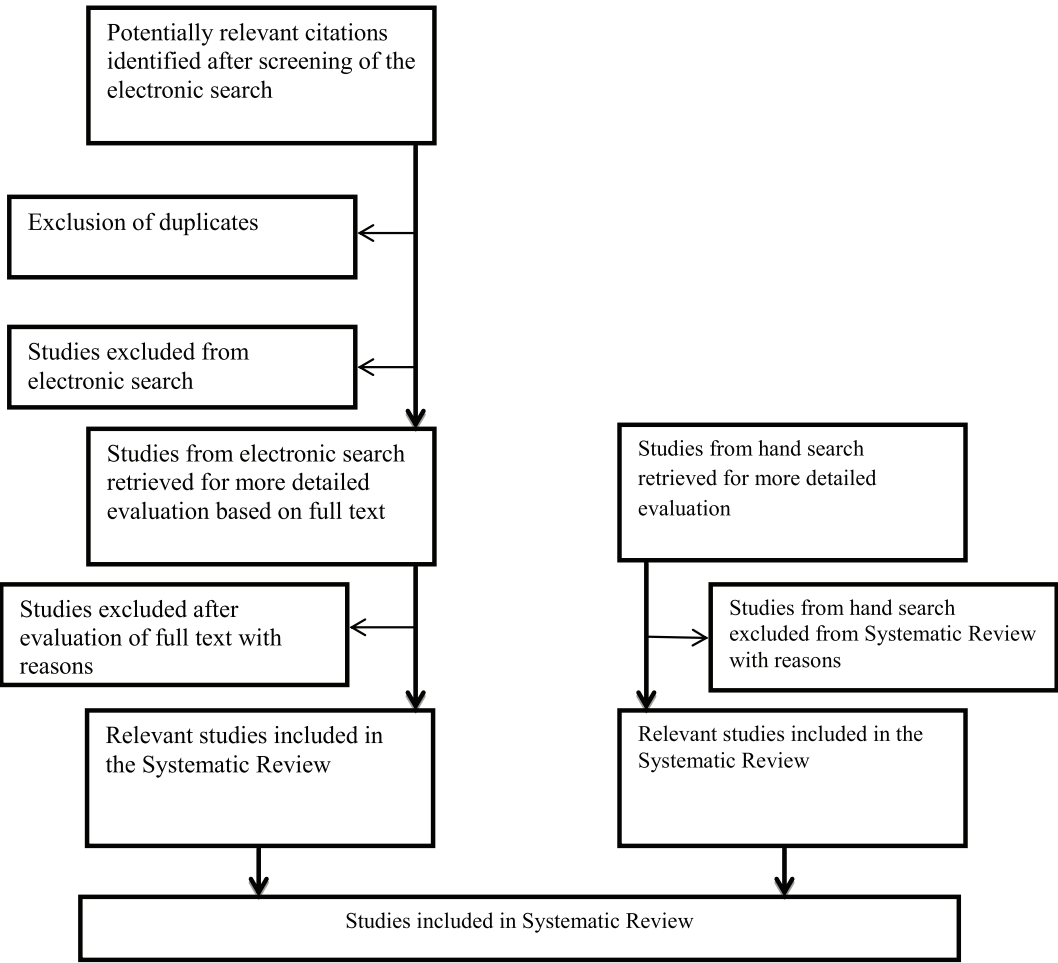 Potentially relevant citations
identified after screening of the
electronic search
Exclusion of duplicates
Studies excluded from
electronic search
Studies from electronic search
retrieved for more detailed
evaluation based on full text
Studies from hand search
retrieved for more detailed
evaluation
Studies excluded after
evaluation of full text with
reasons
Studies from hand search
excluded from Systematic Review
with reasons
Relevant studies included in
the Systematic Review
Relevant studies included in the
Systematic Review
Studies included in Systematic Review